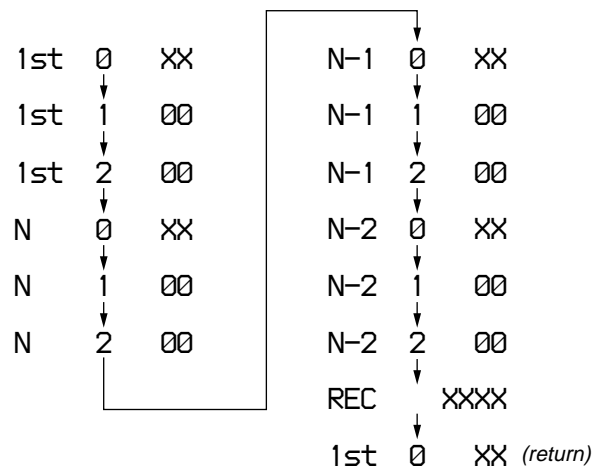 1st 0 XX
1st 1 00
1st 2 00
N 0 XX
N 1 00
N 2 00
N-1 0 XX
N-1 1 00
N-1 2 00
N-2 0 XX
N-2 1 00
N-2 2 00
REC XXXX
1st 0 XX (return)